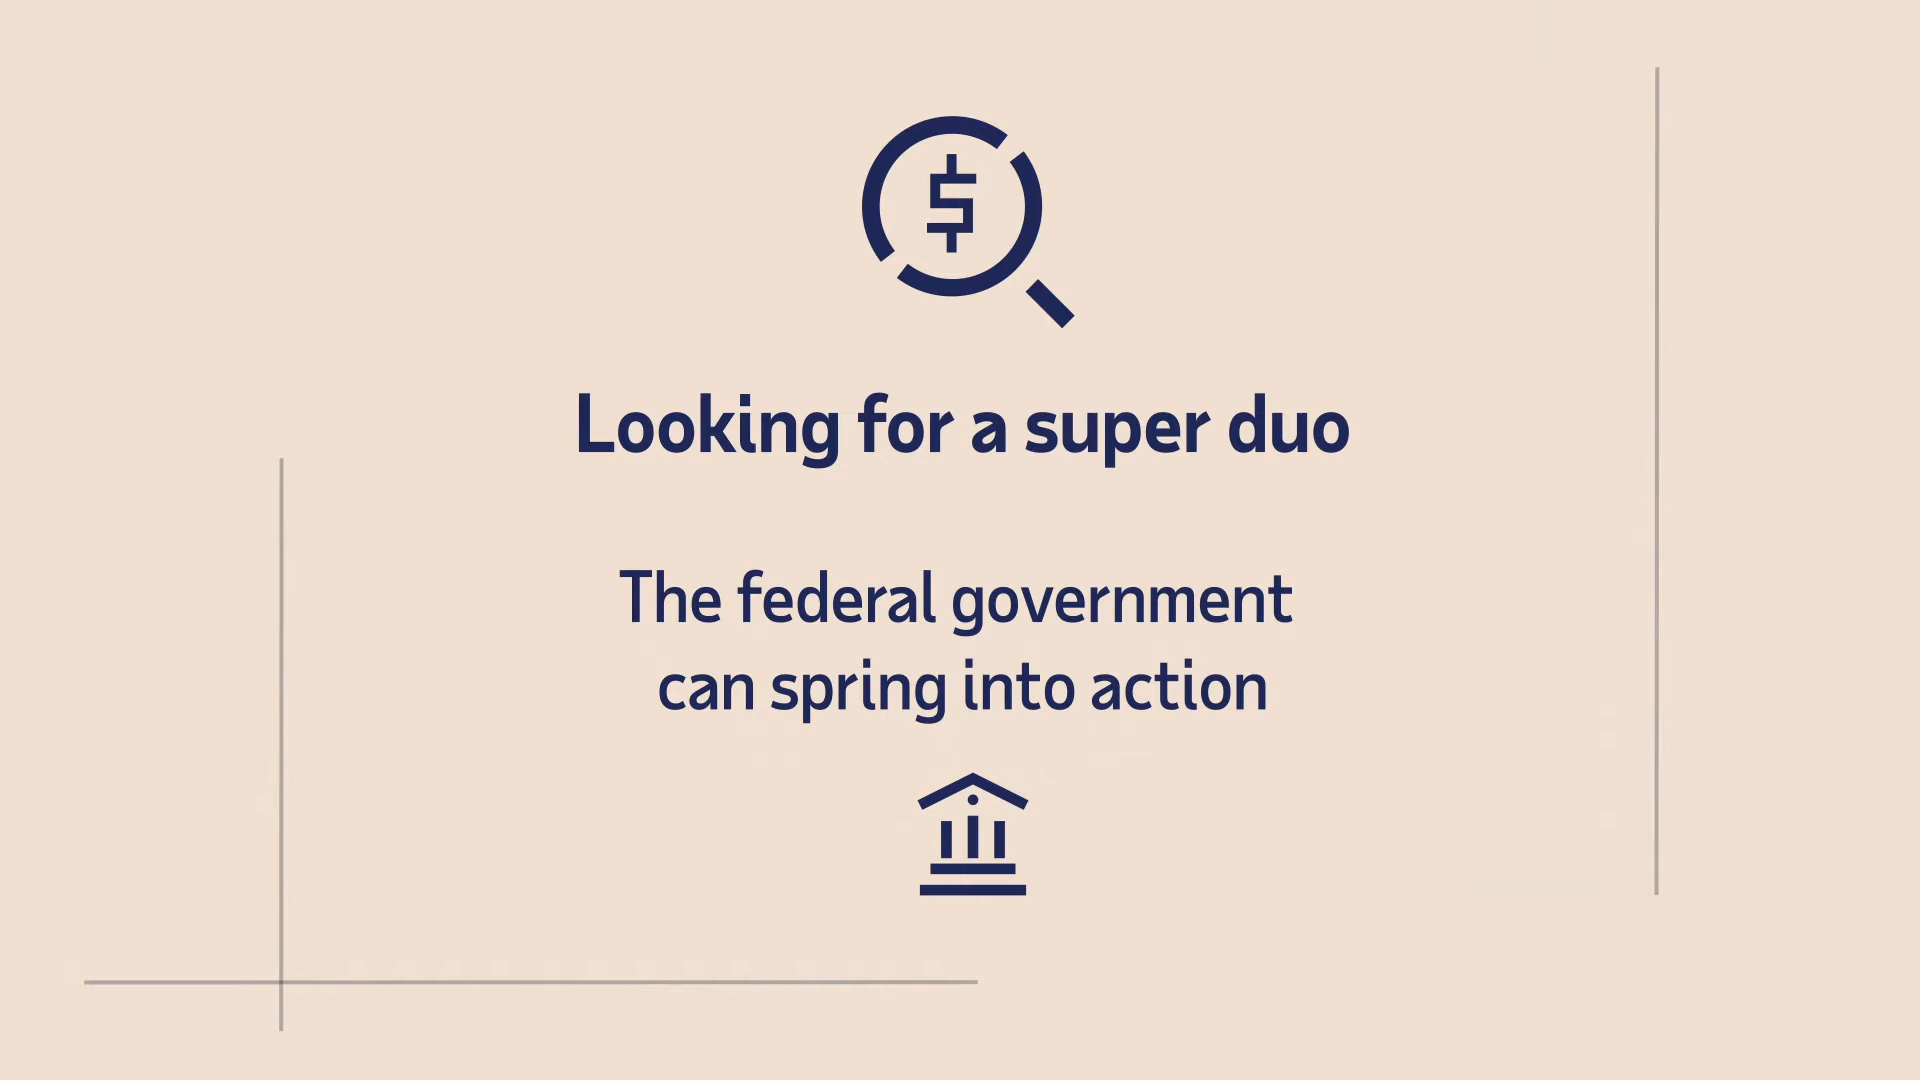 $
Looking for a super duo
The federal government
can spring into action